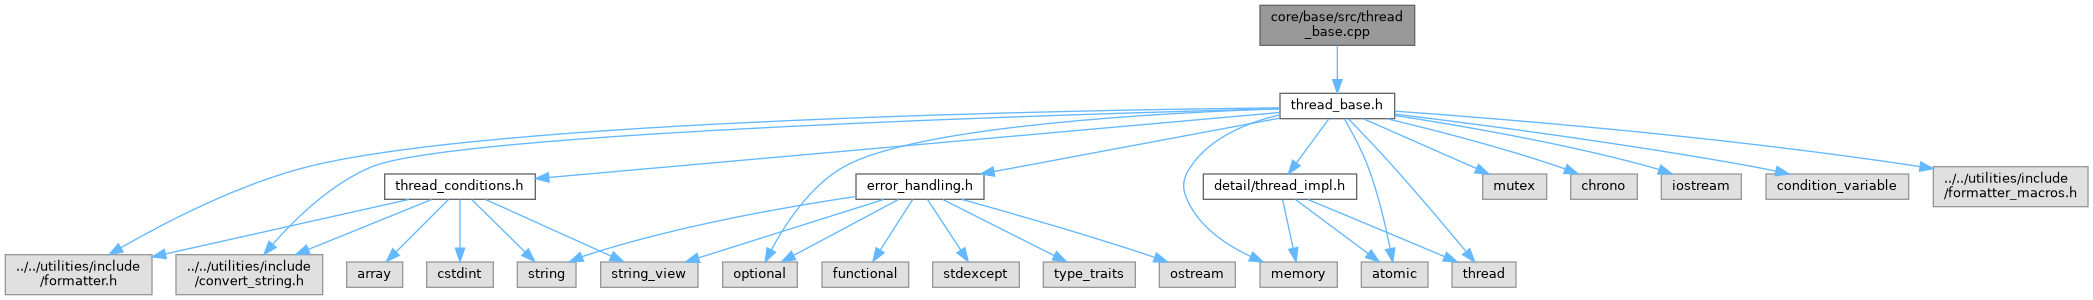 core/base/src/thread
_base.cpp
thread_base.h
thread_conditions.h
error_handling.h
detail/thread_impl.h
mutex
chrono
iostream
condition_variable
../../utilities/include
/formatter_macros.h
../../utilities/include
/formatter.h
../../utilities/include
/convert_string.h
array
cstdint
string
string_view
optional
functional
stdexcept
type_traits
ostream
memory
atomic
thread